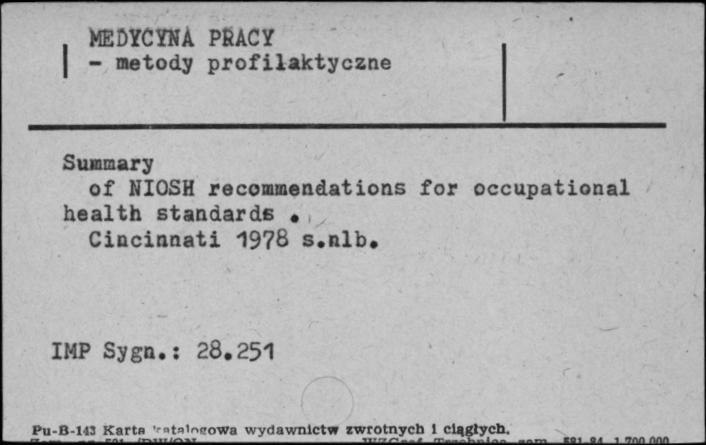 MEDYCYNA PRACY
- metody profilaktyczne
Summary
of NIOSH recommendations for occupational
health standards .
Cincinnati 1978 s.nlb.
IMP Sygn.: 28.251
Pu-B-143 Karta katalogowa wydawnictw zwrotnych i ciągłych.